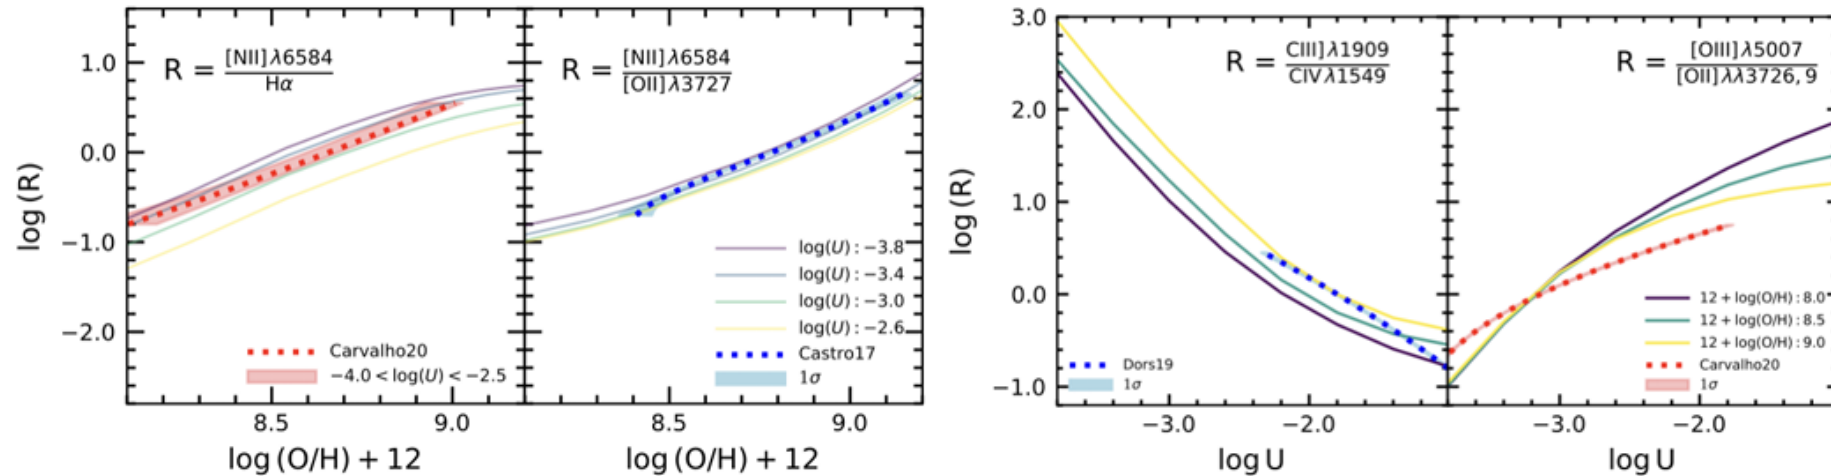 R = [NII]λ6584 / Hα
R = [NII]λ6584 / [OII]λ3727
R = CIII]λ1909 / CIVλ1549
R = [OIII]λ5007 / [OII]λλ3726, 9
log (R)
1.0
0.0
−1.0
−2.0
Carvalho20
−4.0 < log(U) < −2.5
log(U) : −3.8
log(U) : −3.4
log(U) : −3.0
log(U) : −2.6
Castro17
1σ
8.5 9.0
8.5 9.0
log (O/H) + 12
log (O/H) + 12
log (R)
3.0
2.0
1.0
0.0
−1.0
Dors19
1σ
12 + log(O/H) : 8.0
12 + log(O/H) : 8.5
12 + log(O/H) : 9.0
Carvalho20
1σ
−3.0 −2.0
−3.0 −2.0
log U
log U